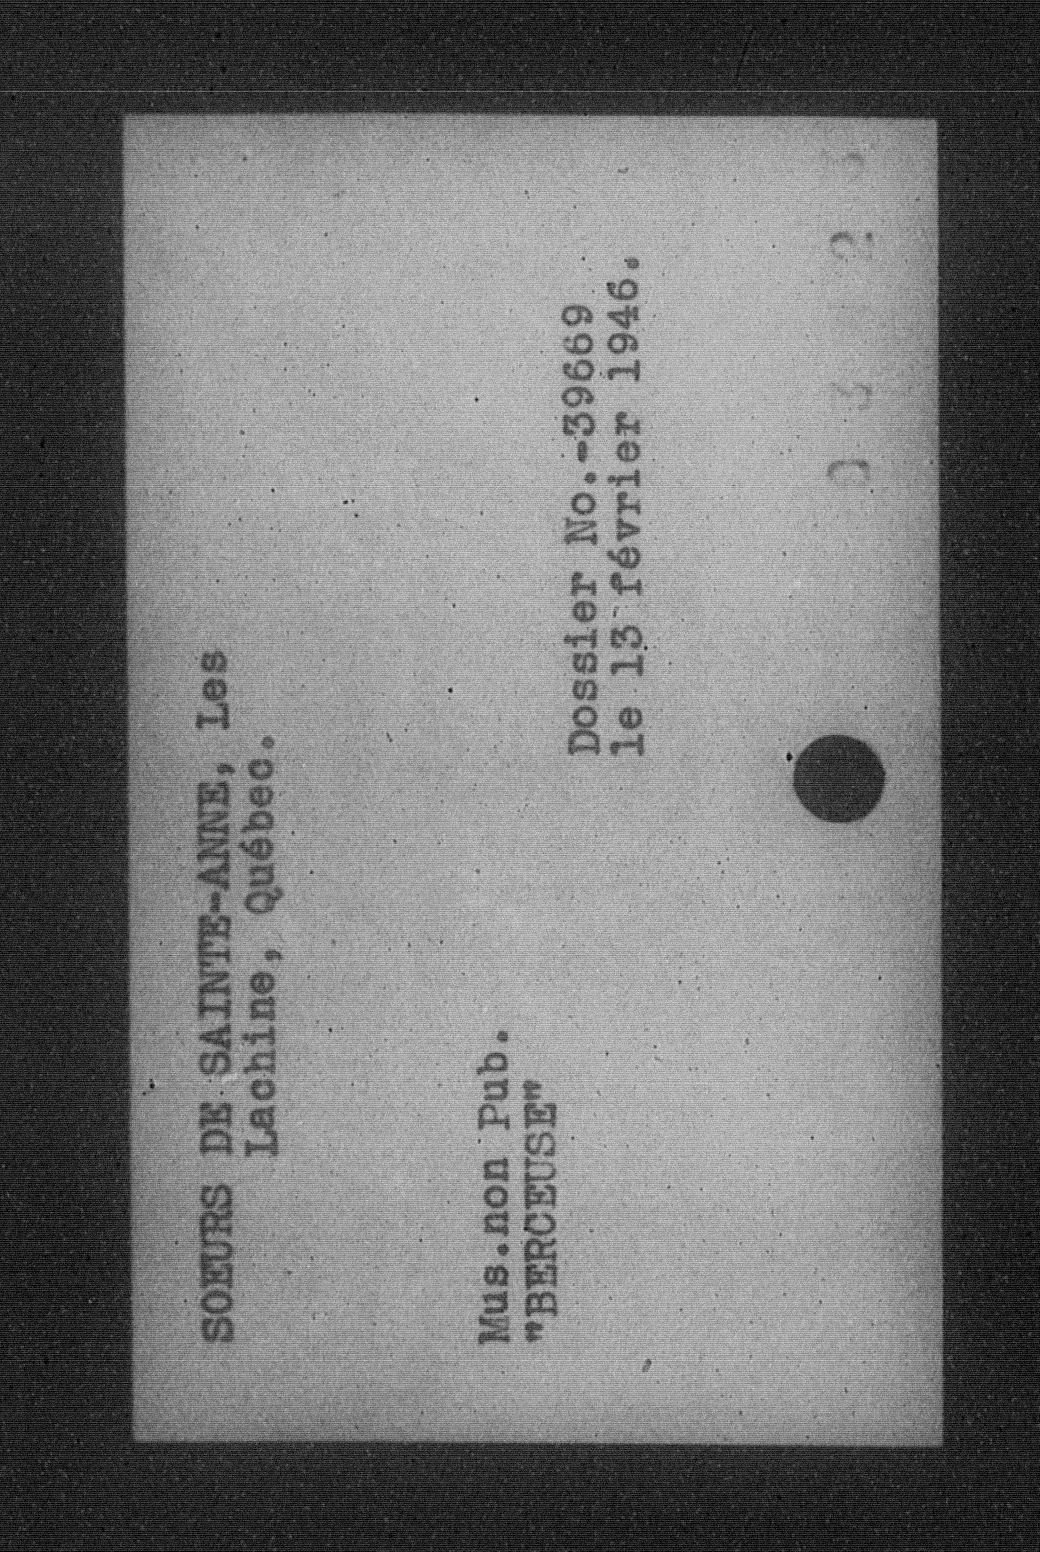 SOEURS DE SAINTE-ANNE, Les
Lachine, Québec.
Mus.non Pub.
"BERCEUSE"
Dossier No.-39669
le 13 février 1946.